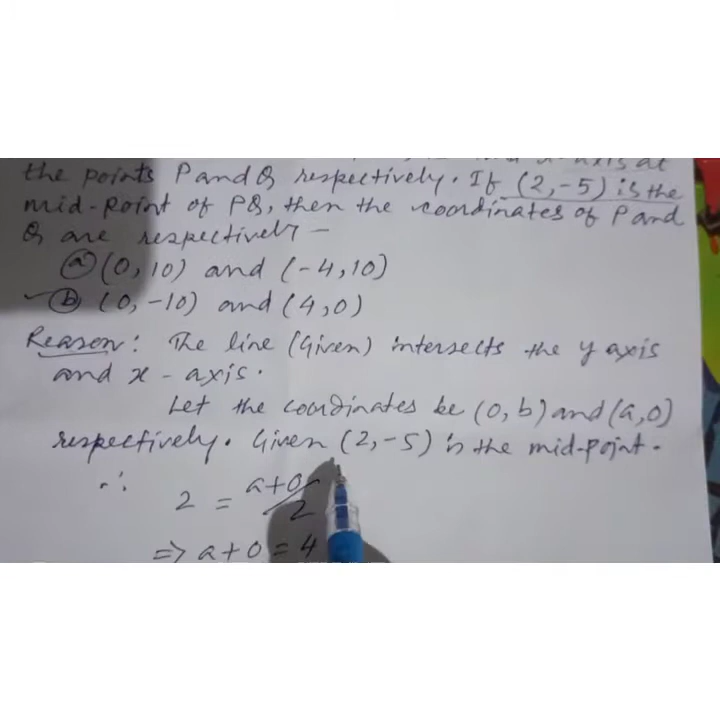 the points P and Q respectively. If (2,-5) is the
mid-point of PQ, then the coordinates of P and
Q are respectively -
(a) (0,10) and (-4,10)
(b) (0,-10) and (4,0)
Reason: The line (Given) intersects the y axis
and x - axis.
Let the coordinates be (0,b) and (a,0)
respectively. Given (2,-5) is the mid-point.
∴ 2 = a+0/2
=> a+0 = 4